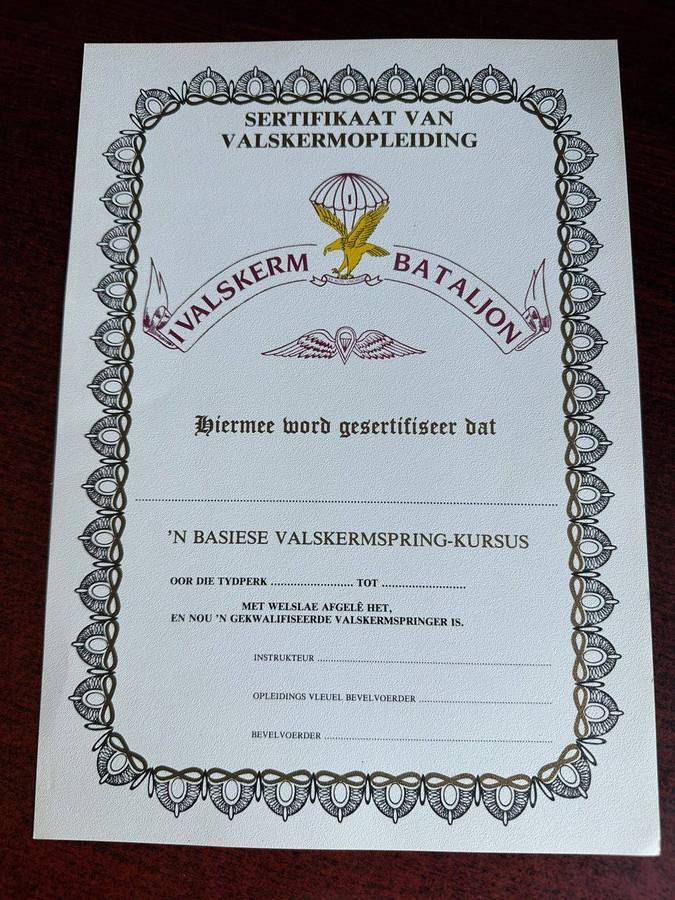 SERTIFIKAAT VAN
VALSKERMOPLEIDING
1 VALSKERM BATALJON
Hiermee word gesertifiseer dat
'N BASIESE VALSKERMSPRING-KURSUS
OOR DIE TYDPERK ........................ TOT ........................
MET WELSLAE AFGELÊ HET,
EN NOU 'N GEKWALIFISEERDE VALSKERMSPRINGER IS.
INSTRUKTEUR ........................
OPLEIDINGS VLEUEL BEVELVOERDER ........................
BEVELVOERDER ........................